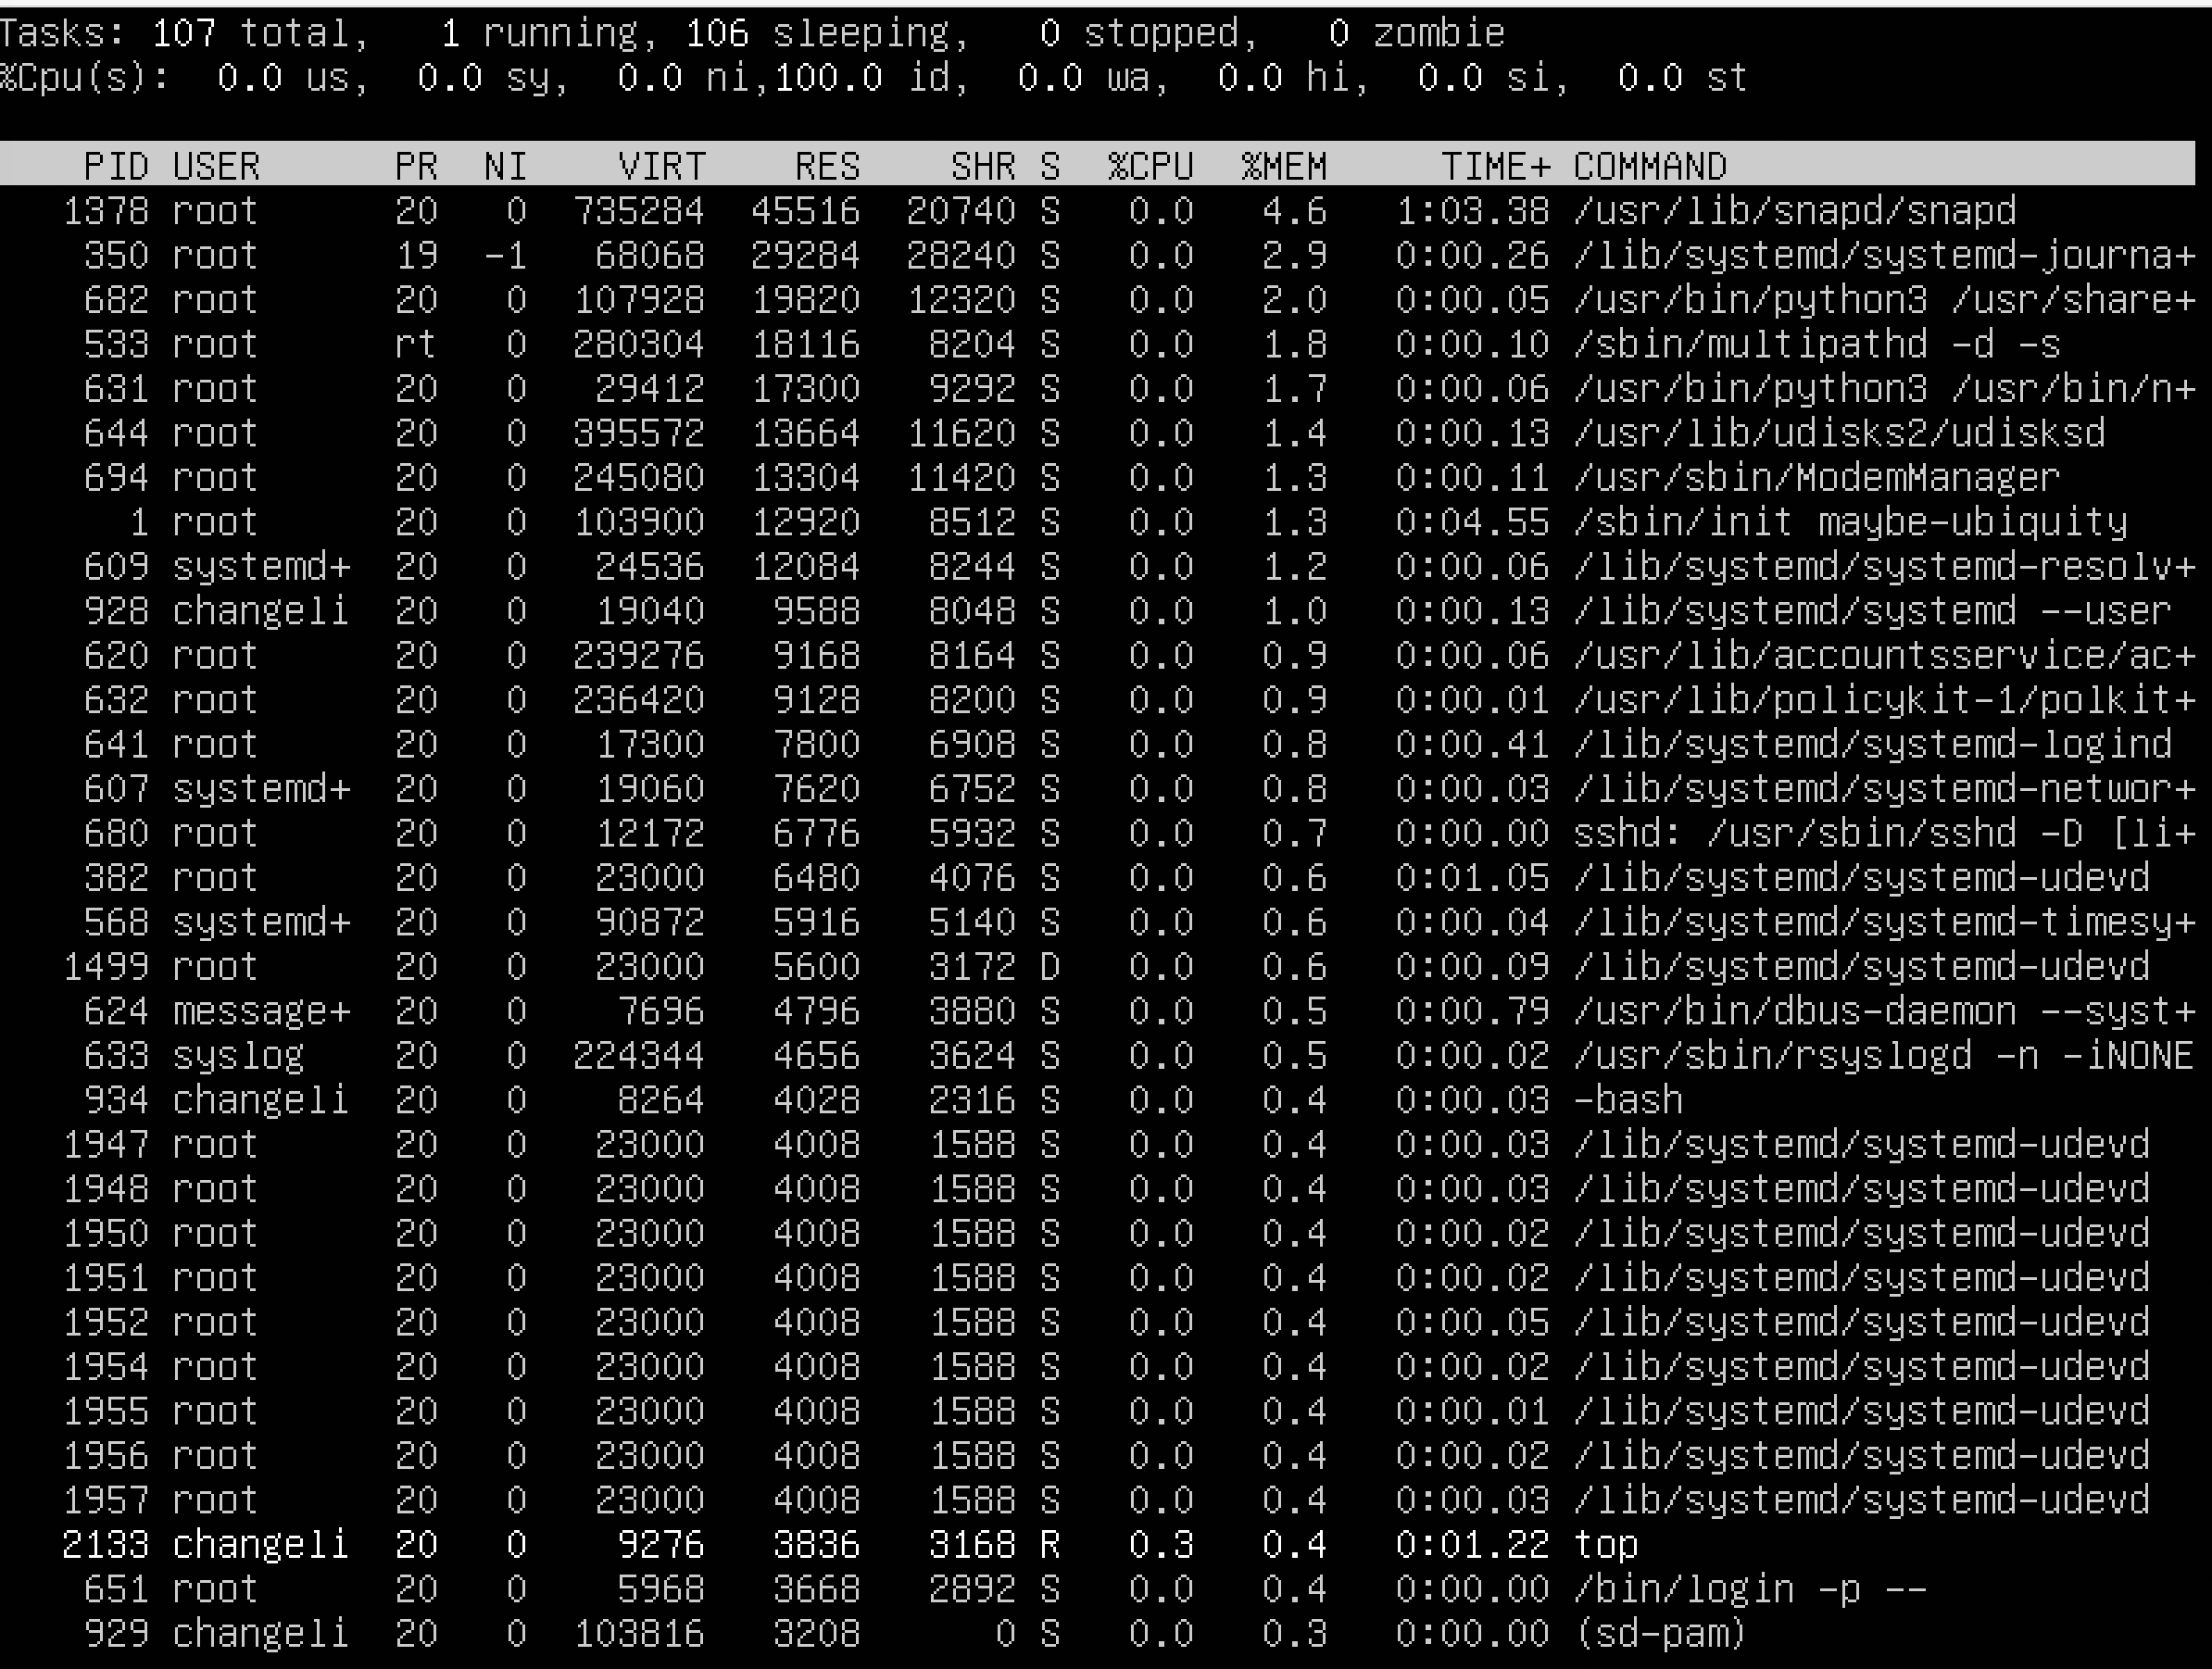 Tasks: 107 total,   1 running, 106 sleeping,   0 stopped,   0 zombie
%Cpu(s):  0.0 us,  0.0 sy,  0.0 ni,100.0 id,  0.0 wa,  0.0 hi,  0.0 si,  0.0 st
PID USER      PR  NI    VIRT    RES    SHR S  %CPU  %MEM     TIME+ COMMAND
1378 root      20   0  735284  45516  20740 S   0.0   4.6   1:03.38 /usr/lib/snapd/snapd
350 root      19  -1   68068  29284  28240 S   0.0   2.9   0:00.26 /lib/systemd/systemd-journa+
682 root      20   0  107928  19820  12320 S   0.0   2.0   0:00.05 /usr/bin/python3 /usr/share+
533 root      rt   0  280304  18116   8204 S   0.0   1.8   0:00.10 /sbin/multipathd -d -s
631 root      20   0   29412  17300   9292 S   0.0   1.7   0:00.06 /usr/bin/python3 /usr/bin/n+
644 root      20   0  395572  13664  11620 S   0.0   1.4   0:00.13 /usr/lib/udisks2/udisksd
694 root      20   0  245080  13304  11420 S   0.0   1.3   0:00.11 /usr/sbin/ModemManager
1 root      20   0  103900  12920   8512 S   0.0   1.3   0:04.55 /sbin/init maybe-ubiquity
609 systemd+  20   0   24536  12084   8244 S   0.0   1.2   0:00.06 /lib/systemd/systemd-resolv+
928 changeli  20   0   19040   9588   8048 S   0.0   1.0   0:00.13 /lib/systemd/systemd --user
620 root      20   0  239276   9168   8164 S   0.0   0.9   0:00.06 /usr/lib/accountsservice/ac+
632 root      20   0  236420   9128   8200 S   0.0   0.9   0:00.01 /usr/lib/policykit-1/polkit+
641 root      20   0   17300   7800   6908 S   0.0   0.8   0:00.41 /lib/systemd/systemd-logind
607 systemd+  20   0   19060   7620   6752 S   0.0   0.8   0:00.03 /lib/systemd/systemd-networ+
680 root      20   0   12172   6776   5932 S   0.0   0.7   0:00.00 sshd: /usr/sbin/sshd -D [li+
382 root      20   0   23000   6480   4076 S   0.0   0.6   0:01.05 /lib/systemd/systemd-udevd
568 systemd+  20   0   90872   5916   5140 S   0.0   0.6   0:00.04 /lib/systemd/systemd-timesy+
1499 root      20   0   23000   5600   3172 D   0.0   0.6   0:00.09 /lib/systemd/systemd-udevd
624 message+  20   0    7696   4796   3880 S   0.0   0.5   0:00.79 /usr/bin/dbus-daemon --syst+
633 syslog    20   0  224344   4656   3624 S   0.0   0.5   0:00.02 /usr/sbin/rsyslogd -n -iNONE
934 changeli  20   0    8264   4028   2316 S   0.0   0.4   0:00.03 -bash
1947 root      20   0   23000   4008   1588 S   0.0   0.4   0:00.03 /lib/systemd/systemd-udevd
1948 root      20   0   23000   4008   1588 S   0.0   0.4   0:00.03 /lib/systemd/systemd-udevd
1950 root      20   0   23000   4008   1588 S   0.0   0.4   0:00.02 /lib/systemd/systemd-udevd
1951 root      20   0   23000   4008   1588 S   0.0   0.4   0:00.02 /lib/systemd/systemd-udevd
1952 root      20   0   23000   4008   1588 S   0.0   0.4   0:00.05 /lib/systemd/systemd-udevd
1954 root      20   0   23000   4008   1588 S   0.0   0.4   0:00.02 /lib/systemd/systemd-udevd
1955 root      20   0   23000   4008   1588 S   0.0   0.4   0:00.01 /lib/systemd/systemd-udevd
1956 root      20   0   23000   4008   1588 S   0.0   0.4   0:00.02 /lib/systemd/systemd-udevd
1957 root      20   0   23000   4008   1588 S   0.0   0.4   0:00.03 /lib/systemd/systemd-udevd
2133 changeli  20   0    9276   3836   3168 R   0.3   0.4   0:01.22 top
651 root      20   0    5968   3668   2892 S   0.0   0.4   0:00.00 /bin/login -p --
929 changeli  20   0  103816   3208      0 S   0.0   0.3   0:00.00 (sd-pam)